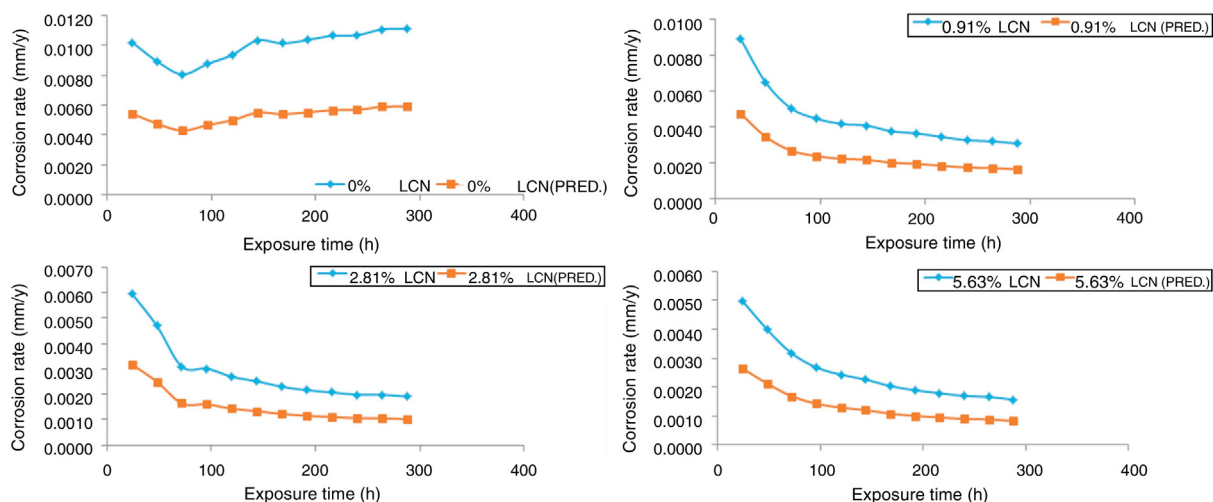 0.0120
0.0100
0.0080
0.0060
0.0040
0.0020
0.0000
Corrosion rate (mm/y)
0% LCN 0% LCN(PRED.)
0 100 200 300 400
Exposure time (h)
0.0100
0.0080
0.0060
0.0040
0.0020
0.0000
Corrosion rate (mm/y)
0.91% LCN 0.91% LCN (PRED.)
0 100 200 300 400
Exposure time (h)
0.0070
0.0060
0.0050
0.0040
0.0030
0.0020
0.0010
0.0000
Corrosion rate (mm/y)
2.81% LCN 2.81% LCN(PRED.)
0 100 200 300 400
Exposure time (h)
0.0060
0.0050
0.0040
0.0030
0.0020
0.0010
0.0000
Corrosion rate (mm/y)
5.63% LCN 5.63% LCN (PRED.)
0 100 200 300 400
Exposure time (h)